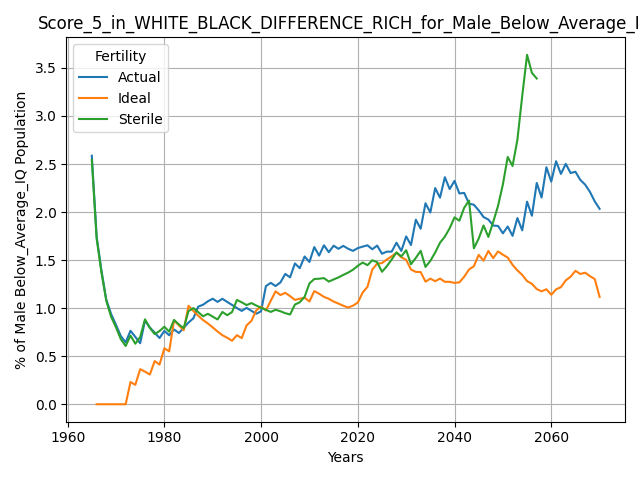 Score_5_in_WHITE_BLACK_DIFFERENCE_RICH_for_Male_Below_Average_I
Fertility
Actual
Ideal
Sterile
% of Male Below_Average_IQ Population
3.5
3.0
2.5
2.0
1.5
1.0
0.5
0.0
1960 1980 2000 2020 2040 2060
Years